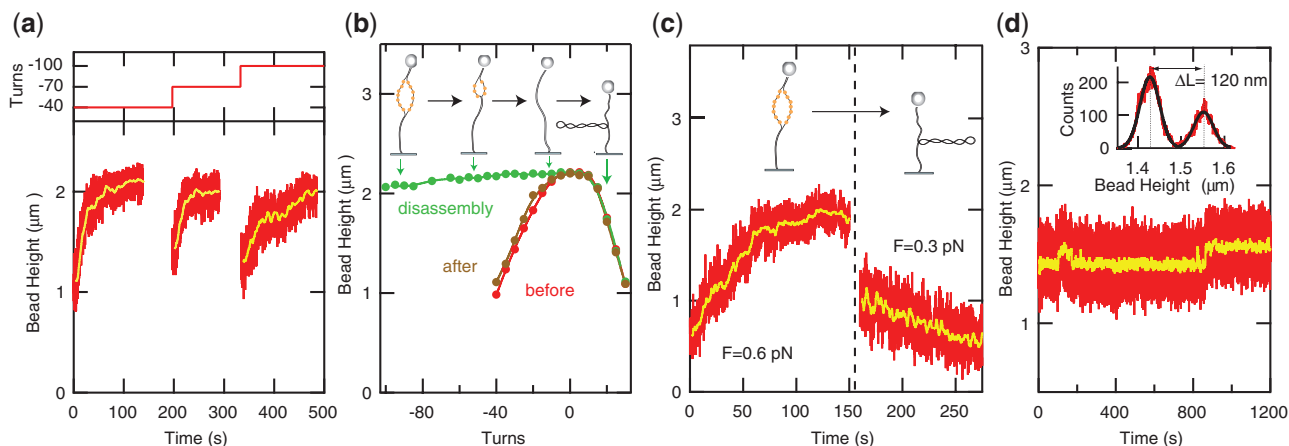 (a)
Turns
-100
-70
-40
Bead Height (μm)
2
1
0
0 100 200 300 400 500
Time (s)
(b)
Bead Height (μm)
3
2
1
0
disassembly
after
before
-80 -40 0
Turns
(c)
Bead Height (μm)
3
2
1
0
F=0.3 pN
F=0.6 pN
0 50 100 150 200 250
Time (s)
(d)
Bead Height (μm)
3
2
1
Counts
200
100
0
ΔL= 120 nm
1.4 1.5 1.6
Bead Height (μm)
0 400 800 1200
Time (s)